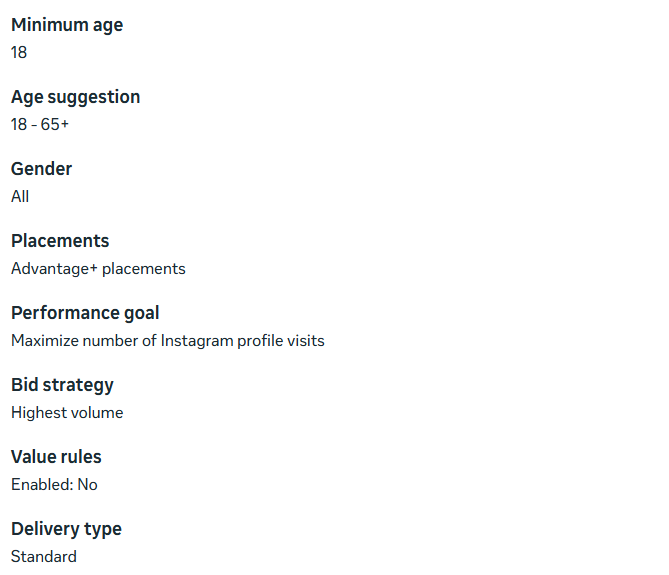 Minimum age
18
Age suggestion
18 - 65+
Gender
All
Placements
Advantage+ placements
Performance goal
Maximize number of Instagram profile visits
Bid strategy
Highest volume
Value rules
Enabled: No
Delivery type
Standard